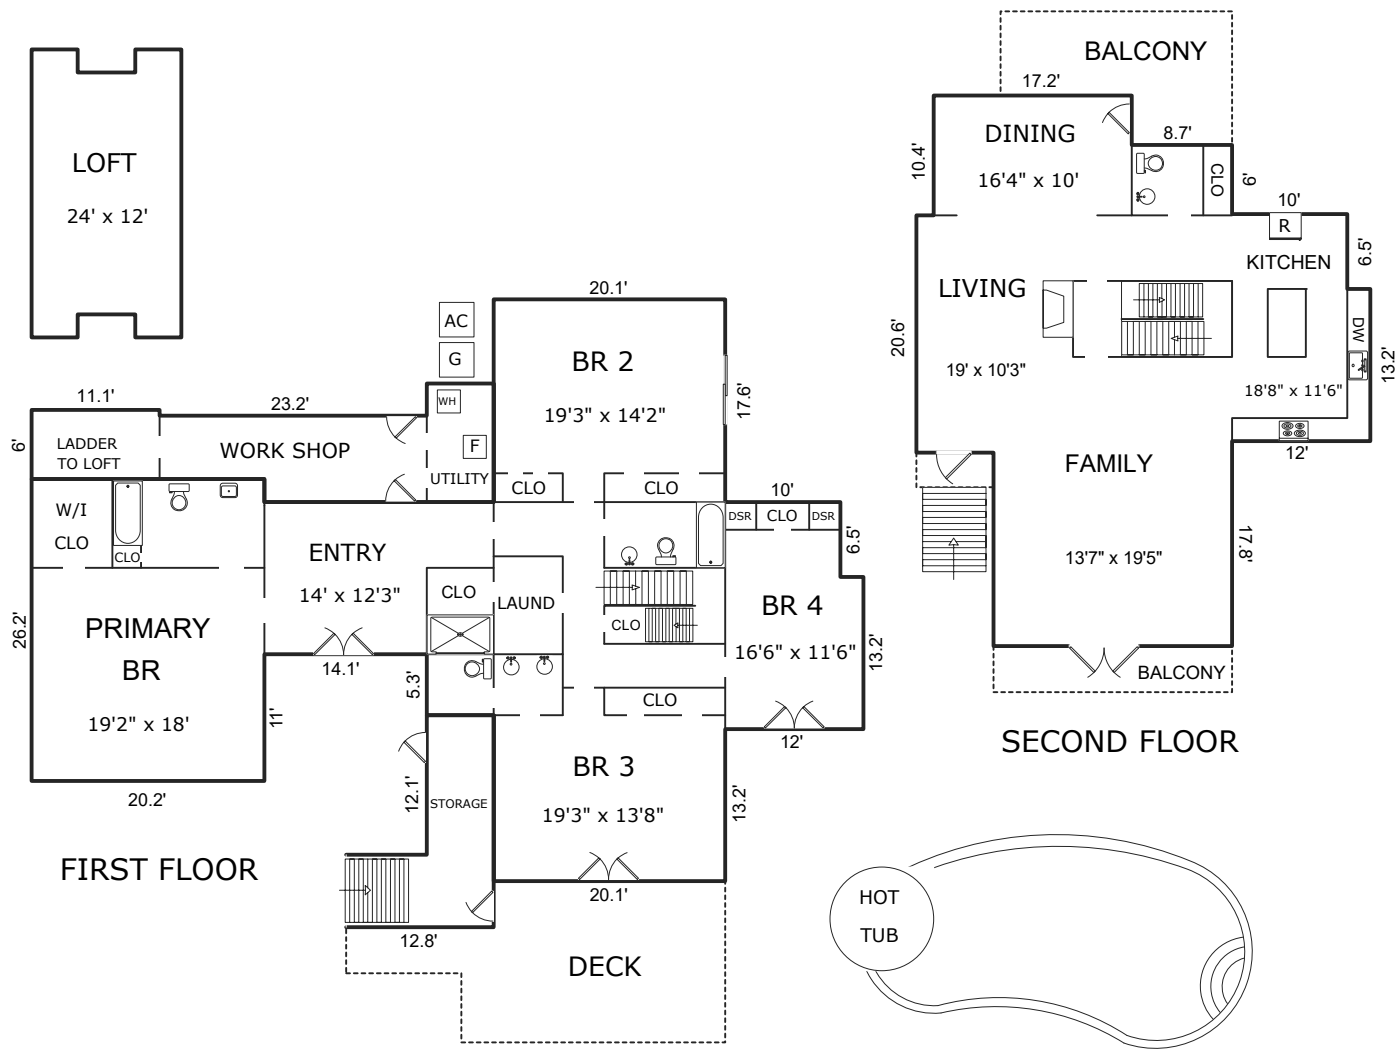 LOFT
24' x 12'
AC
G
20.1'
BR 2
19'3" x 14'2"
17.6'
11.1'
23.2'
6'
LADDER
TO LOFT
WORK SHOP
WH
F
UTILITY
CLO
CLO
W/I
CLO
CLO
ENTRY
14' x 12'3"
14.1'
CLO
LAUND
CLO
10'
DSR
CLO
DSR
6.5'
BR 4
16'6" x 11'6"
13.2'
12'
26.2'
PRIMARY
BR
19'2" x 18'
11'
20.2'
5.3'
CLO
BR 3
19'3" x 13'8"
13.2'
12.1'
STORAGE
20.1'
12.8'
DECK
FIRST FLOOR
BALCONY
17.2'
DINING
16'4" x 10'
10.4'
8.7'
CLO
9'
10'
R
KITCHEN
6.5'
LIVING
19' x 10'3"
20.6'
DW
13.2'
18'8" x 11'6"
12'
FAMILY
13'7" x 19'5"
17.8'
BALCONY
SECOND FLOOR
HOT
TUB